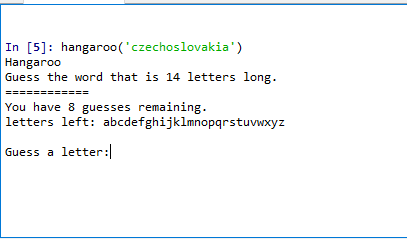 In [5]: hangaroo('czechoslovakia')
Hangaroo
Guess the word that is 14 letters long.
============
You have 8 guesses remaining.
letters left: abcdefghijklmnopqrstuvwxyz
Guess a letter: